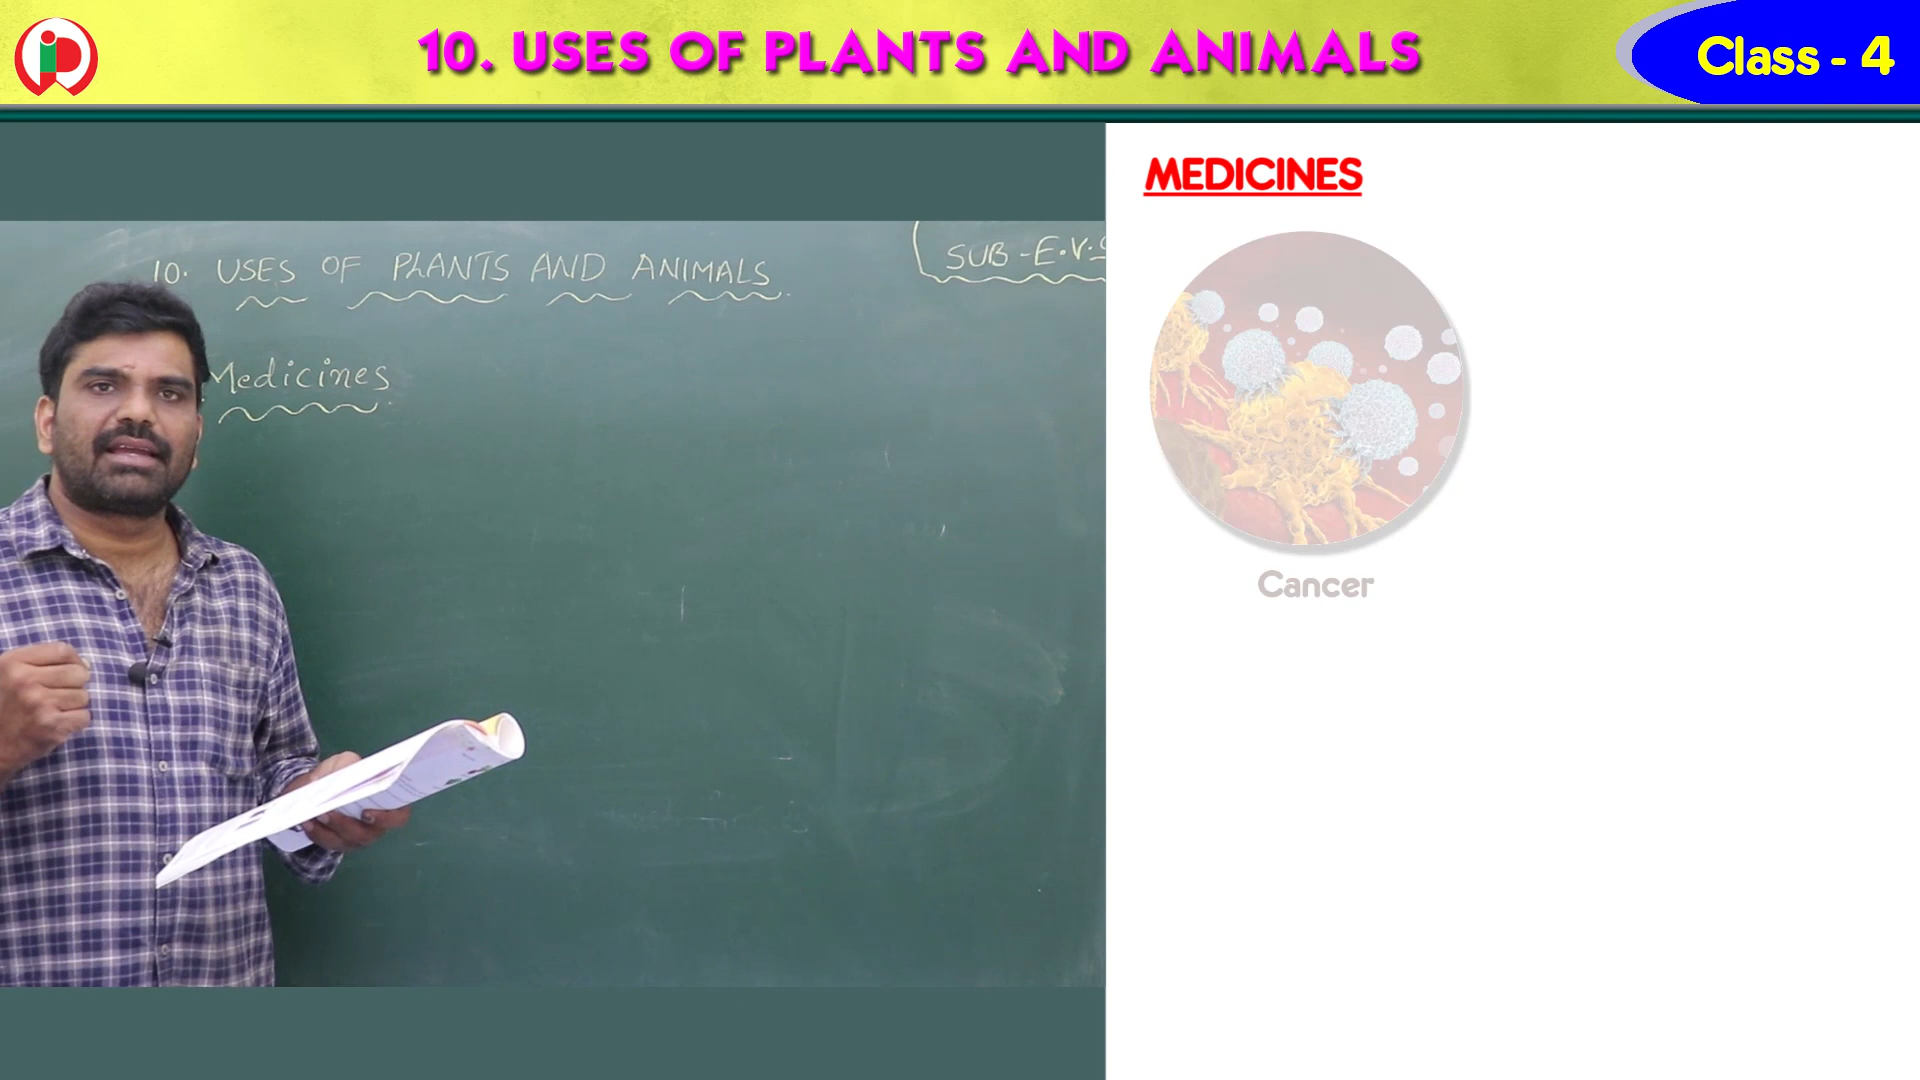 10. USES OF PLANTS AND ANIMALS
Class - 4
10. USES OF PLANTS AND ANIMALS
SUB - E.V.S
Medicines
MEDICINES
Cancer